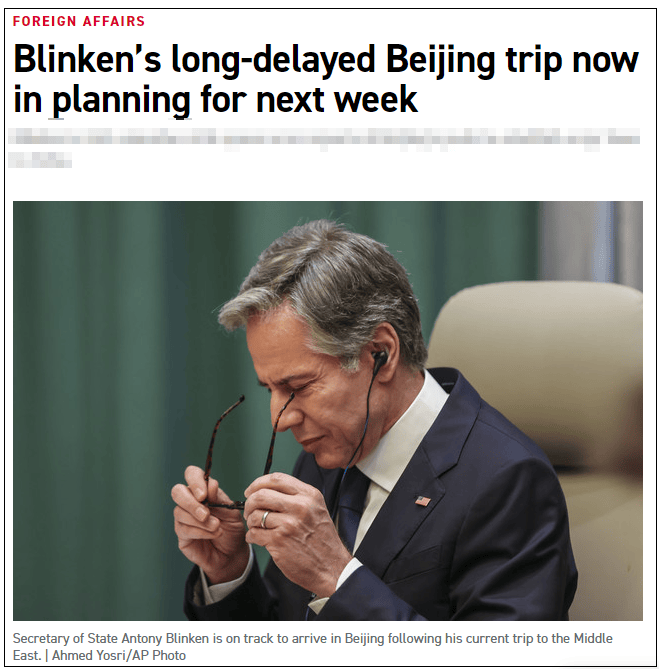 FOREIGN AFFAIRS
Blinken's long-delayed Beijing trip now
in planning for next week
Secretary of State Antony Blinken is on track to arrive in Beijing following his current trip to the Middle
East. | Ahmed Yosri/AP Photo